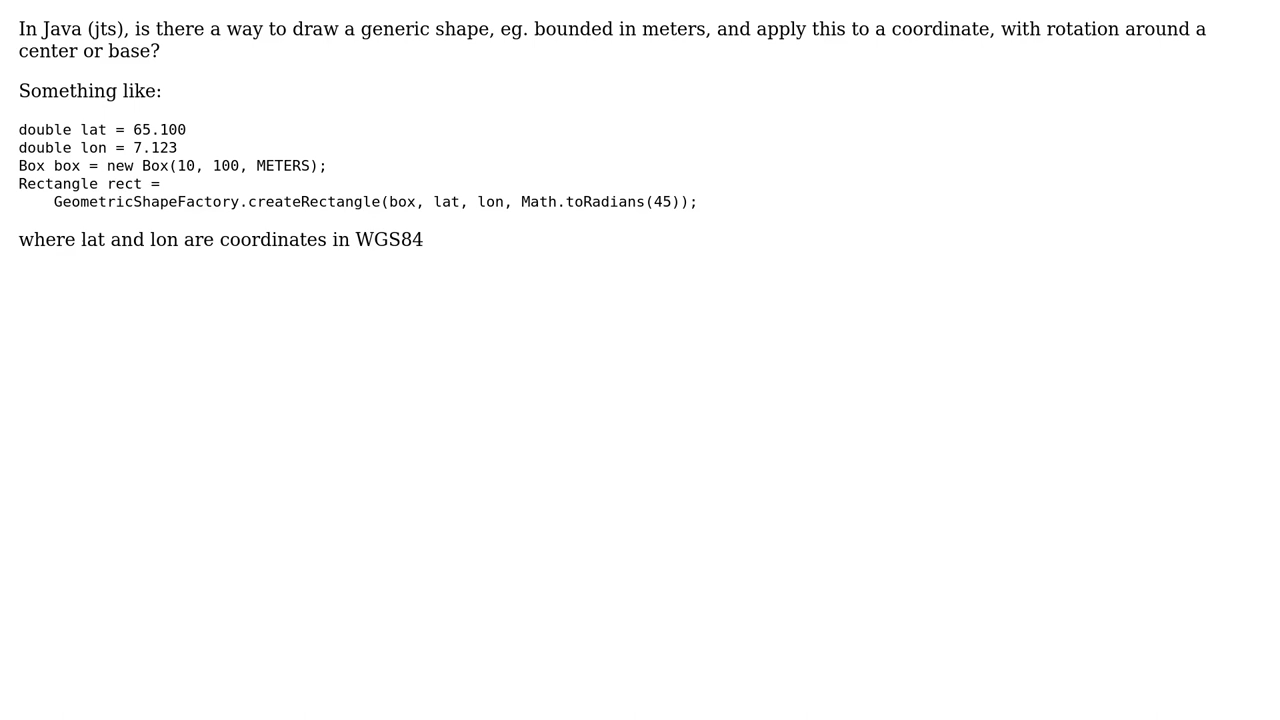 In Java (jts), is there a way to draw a generic shape, eg. bounded in meters, and apply this to a coordinate, with rotation around a
center or base?
Something like:
double lat = 65.100
double lon = 7.123
Box box = new Box(10, 100, METERS);
Rectangle rect =
    GeometricShapeFactory.createRectangle(box, lat, lon, Math.toRadians(45));
where lat and lon are coordinates in WGS84